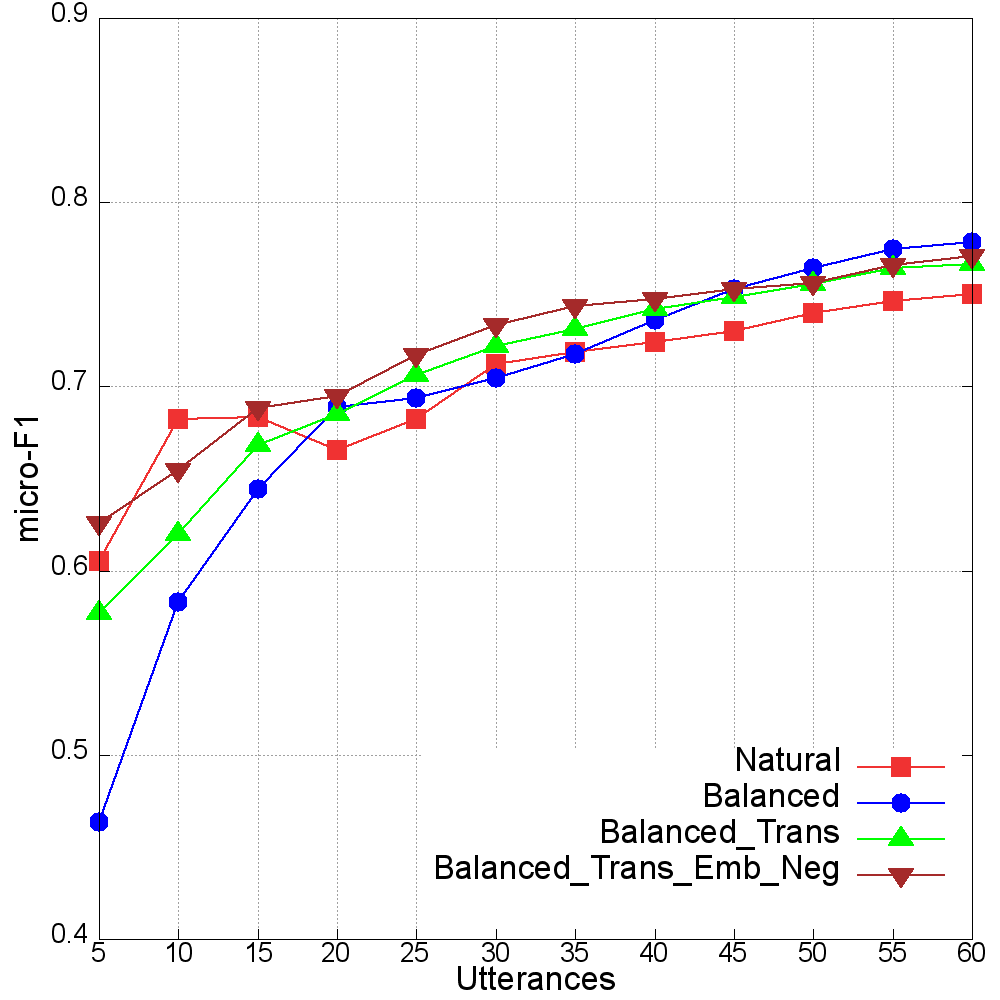 0.9
0.8
0.7
0.6
0.5
0.4
micro-F1
Natural
Balanced
Balanced_Trans
Balanced_Trans_Emb_Neg
5 10 15 20 25 30 35 40 45 50 55 60
Utterances